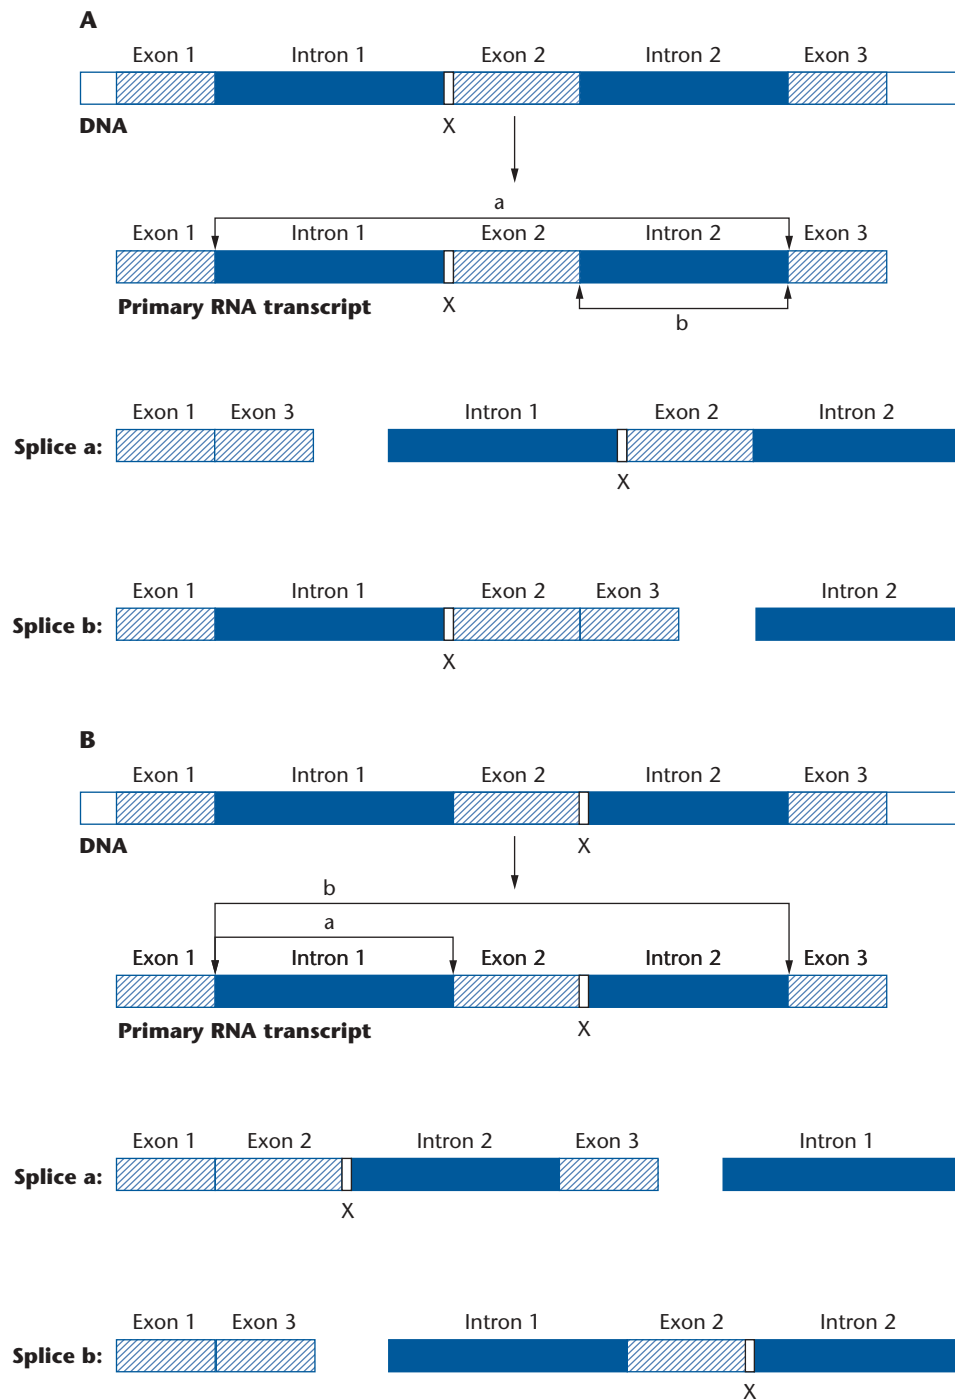 A
Exon 1 Intron 1 Exon 2 Intron 2 Exon 3
DNA X
a
Exon 1 Intron 1 Exon 2 Intron 2 Exon 3
Primary RNA transcript X
b
Exon 1 Exon 3 Intron 1 Exon 2 Intron 2
Splice a:
X
Exon 1 Intron 1 Exon 2 Exon 3 Intron 2
Splice b:
X
B
Exon 1 Intron 1 Exon 2 Intron 2 Exon 3
DNA X
b
a
Exon 1 Intron 1 Exon 2 Intron 2 Exon 3
Primary RNA transcript X
Exon 1 Exon 2 Intron 2 Exon 3 Intron 1
Splice a:
X
Exon 1 Exon 3 Intron 1 Exon 2 Intron 2
Splice b:
X